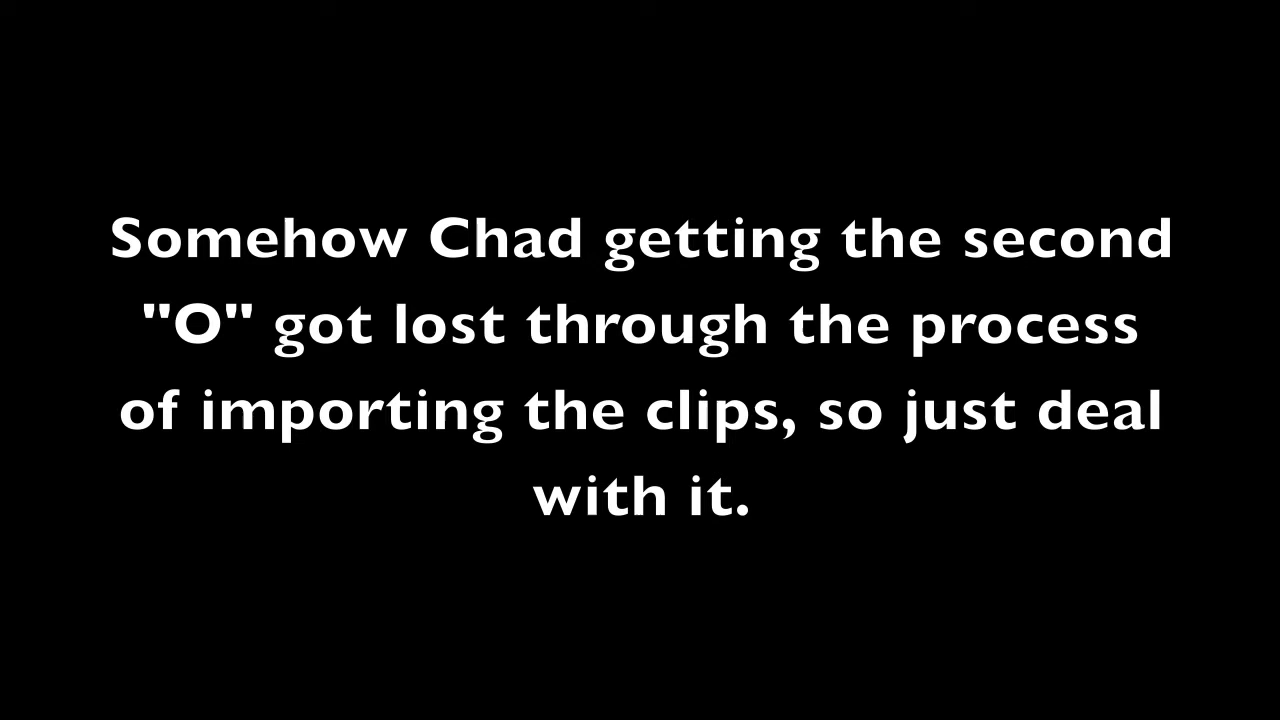 Somehow Chad getting the second
"O" got lost through the process
of importing the clips, so just deal
with it.